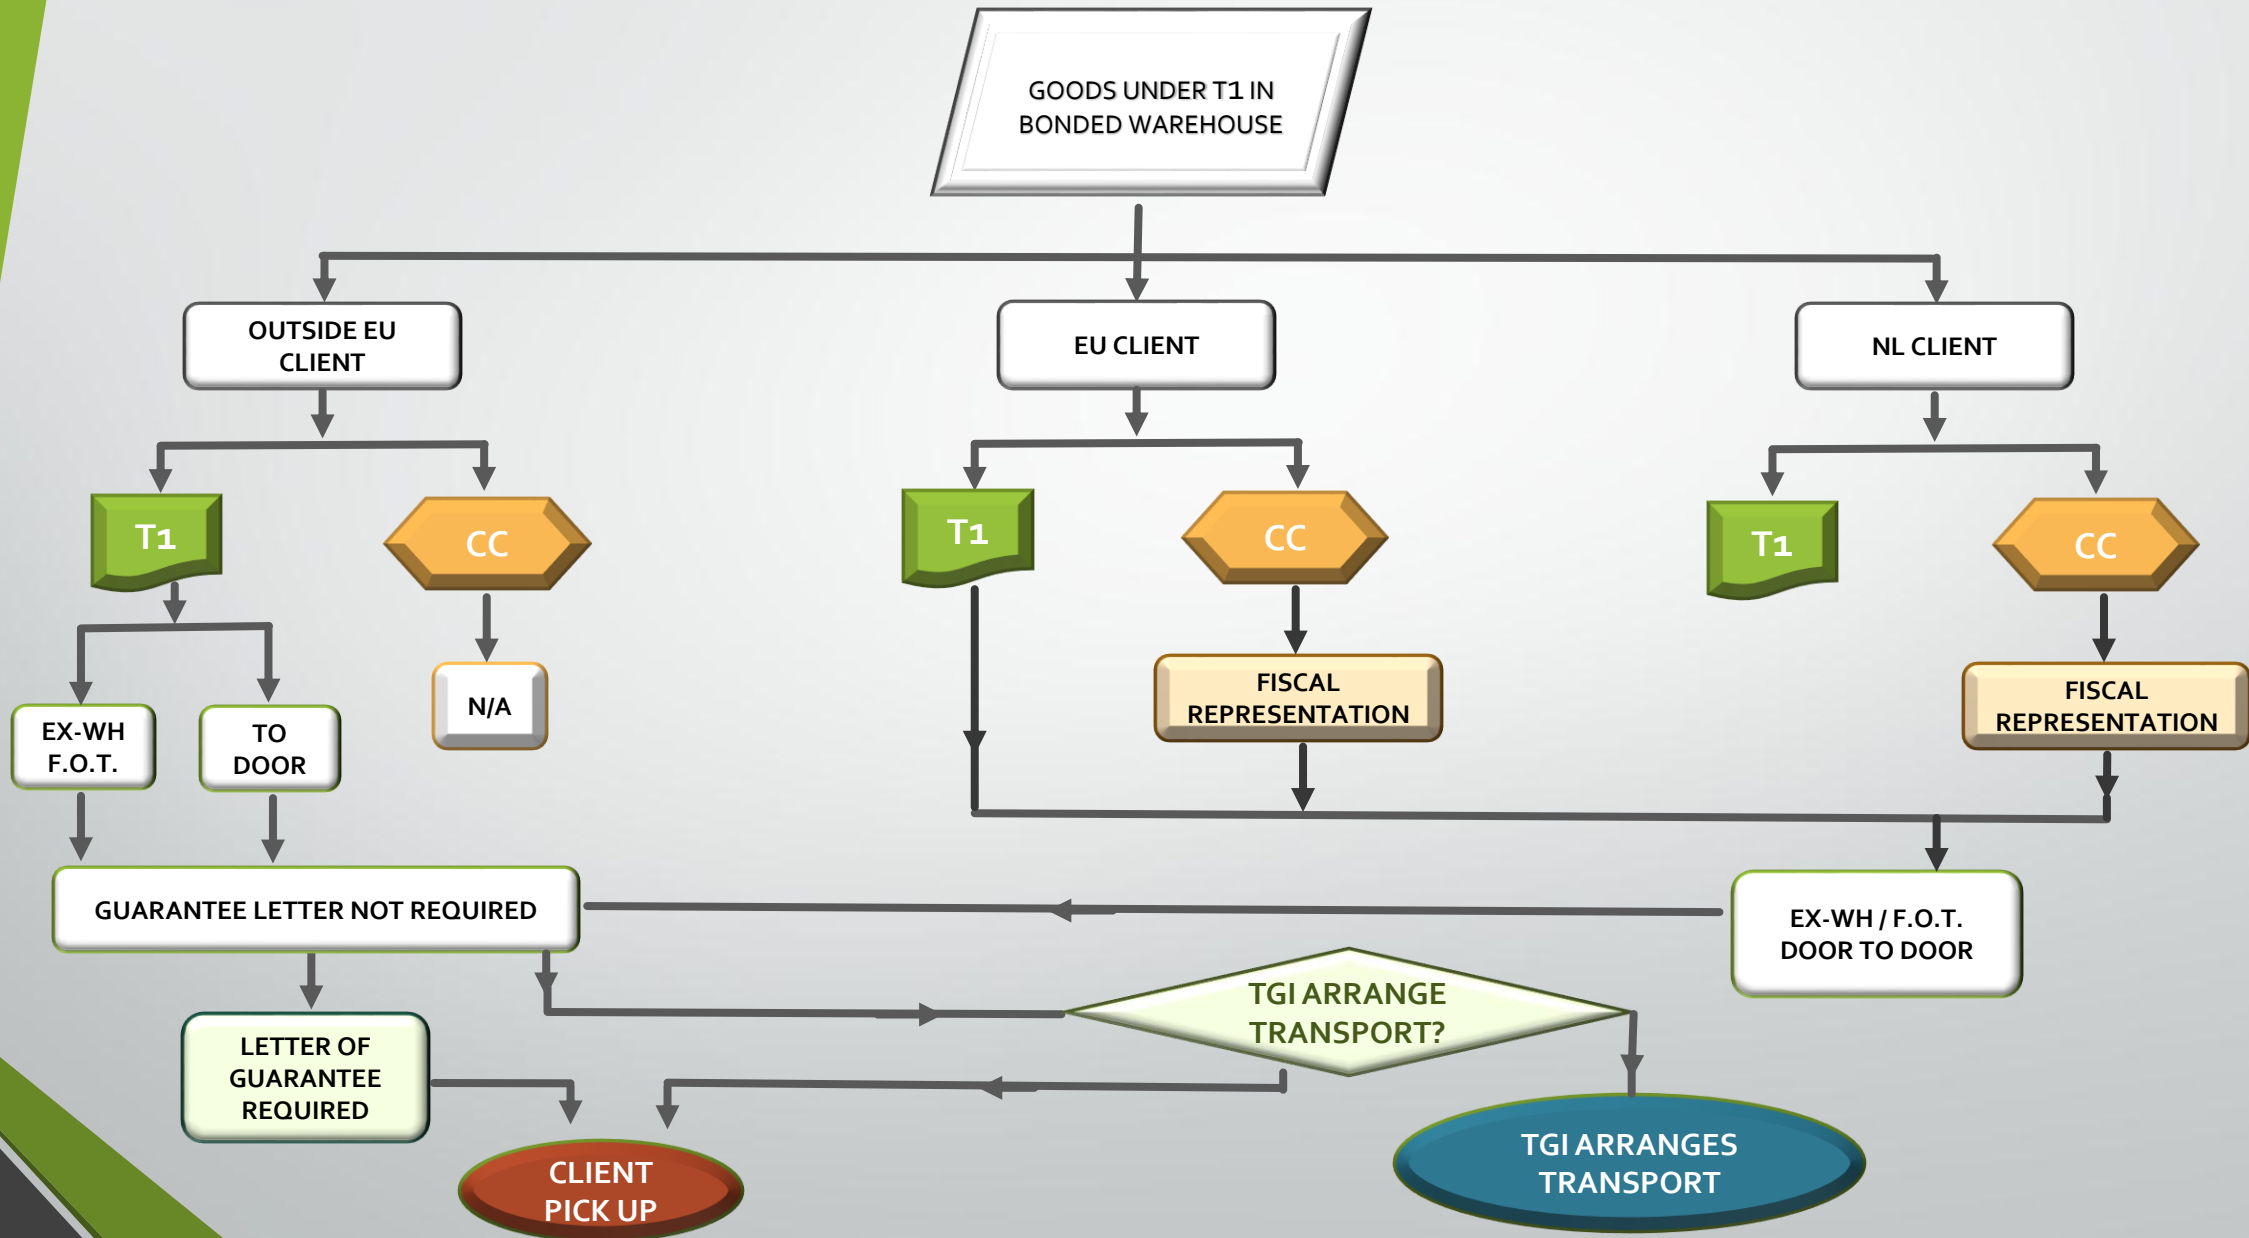 GOODS UNDER T1 IN
BONDED WAREHOUSE
OUTSIDE EU
CLIENT
EU CLIENT
NL CLIENT
T1
CC
T1
CC
T1
CC
EX-WH
F.O.T.
TO
DOOR
N/A
FISCAL
REPRESENTATION
FISCAL
REPRESENTATION
GUARANTEE LETTER NOT REQUIRED
EX-WH / F.O.T.
DOOR TO DOOR
TGI ARRANGE
TRANSPORT?
LETTER OF
GUARANTEE
REQUIRED
CLIENT
PICK UP
TGI ARRANGES
TRANSPORT